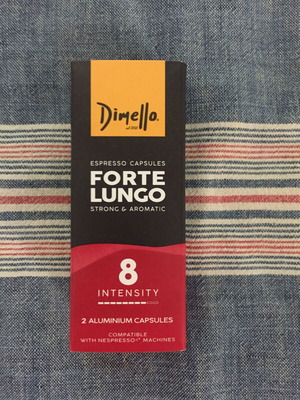 Dimello
ESPRESSO CAPSULES
FORTE
LUNGO
STRONG & AROMATIC
8
INTENSITY
2 ALUMINIUM CAPSULES
COMPATIBLE
WITH NESPRESSO®* MACHINES